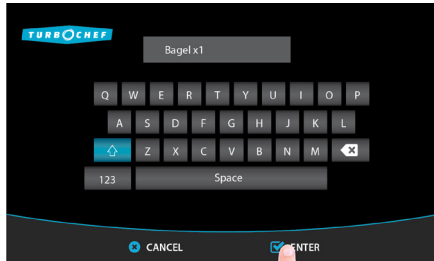 TURBOCHEF
Bagel x1
Q W E R T Y U I O P
A S D F G H J K L
Z X C V B N M
123 Space
CANCEL ENTER